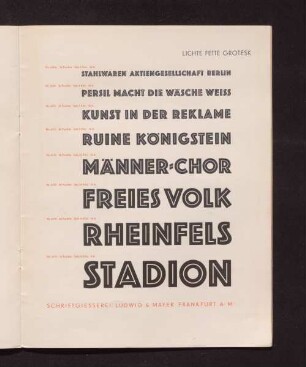 LICHTE FETTE GROTESK
STAHLWAREN AKTIENGESELLSCHAFT BERLIN
PERSIL MACHT DIE WÄSCHE WEISS
KUNST IN DER REKLAME
RUINE KÖNIGSTEIN
MÄNNER-CHOR
FREIES VOLK
RHEINFELS
STADION
SCHRIFTGIESSEREI LUDWIG & MAYER FRANKFURT A·M·